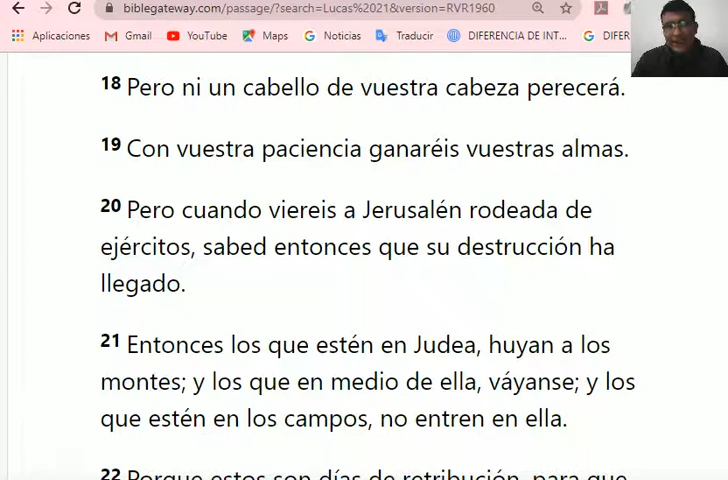 biblegateway.com/passage/?search=Lucas%2021&version=RVR1960
Aplicaciones Gmail YouTube Maps Noticias Traducir DIFERENCIA DE INT... DIFER
18 Pero ni un cabello de vuestra cabeza perecerá.
19 Con vuestra paciencia ganaréis vuestras almas.
20 Pero cuando viereis a Jerusalén rodeada de
ejércitos, sabed entonces que su destrucción ha
llegado.
21 Entonces los que estén en Judea, huyan a los
montes; y los que en medio de ella, váyanse; y los
que estén en los campos, no entren en ella.
22 Porque estos son días de retribución, para que